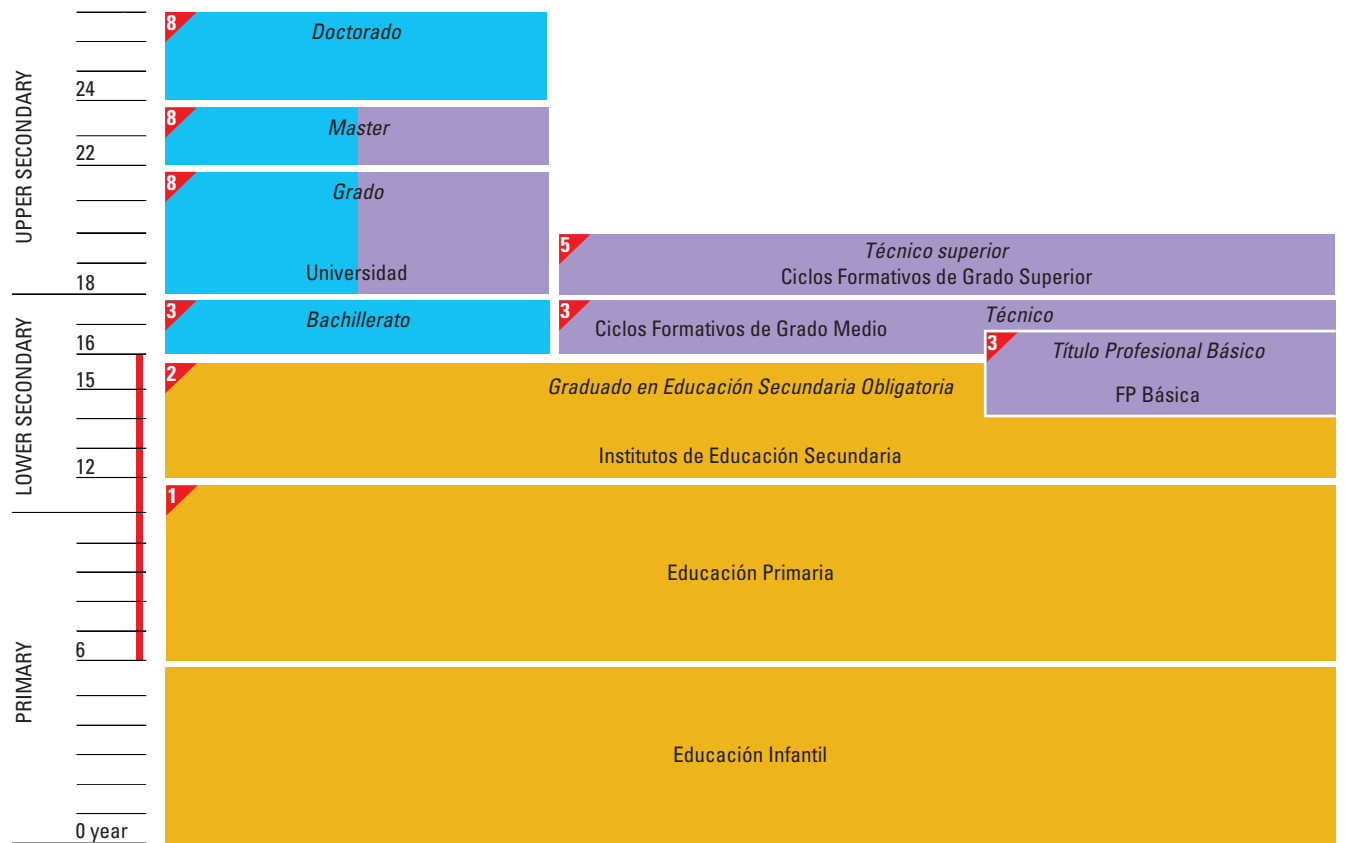 8
Doctorado
24
8
Master
22
8
Grado
Universidad
18
5
Técnico superior
Ciclos Formativos de Grado Superior
UPPER SECONDARY
3
Bachillerato
3
Ciclos Formativos de Grado Medio
Técnico
16
3
Título Profesional Básico
FP Básica
2
Graduado en Educación Secundaria Obligatoria
15
Institutos de Educación Secundaria
12
LOWER SECONDARY
1
Educación Primaria
6
PRIMARY
Educación Infantil
0 year